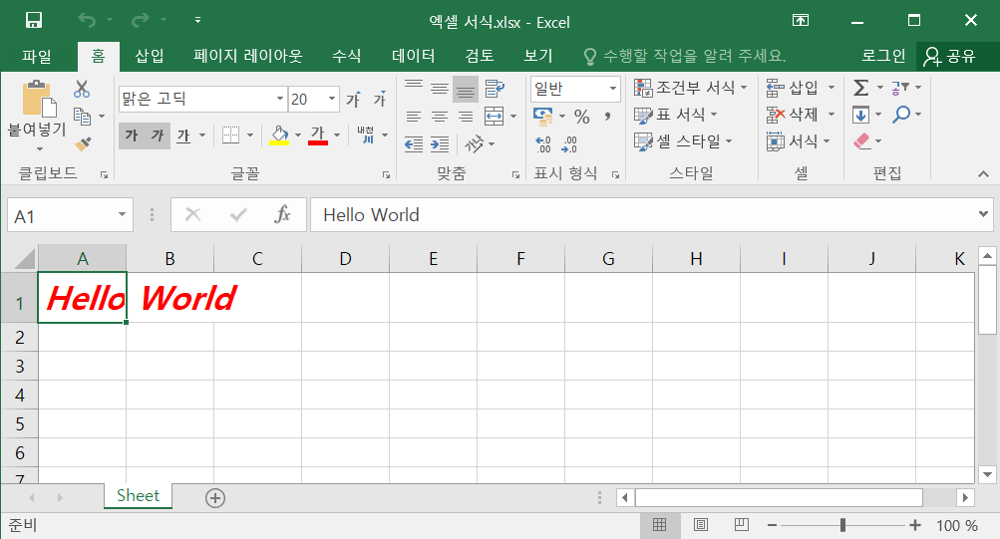 엑셀 서식.xlsx - Excel
파일 홈 삽입 페이지 레이아웃 수식 데이터 검토 보기 수행할 작업을 알려 주세요. 로그인 공유
붙여넣기
맑은 고딕 20 가 가
가 가 가 가 내천 川
일반
% ,
.00 .00
조건부 서식
표 서식
셀 스타일
삽입
삭제
서식
클립보드 글꼴 맞춤 표시 형식 스타일 셀 편집
A1 fx Hello World
A B C D E F G H I J K
1 Hello World
2
3
4
5
6
7
Sheet
준비 100 %